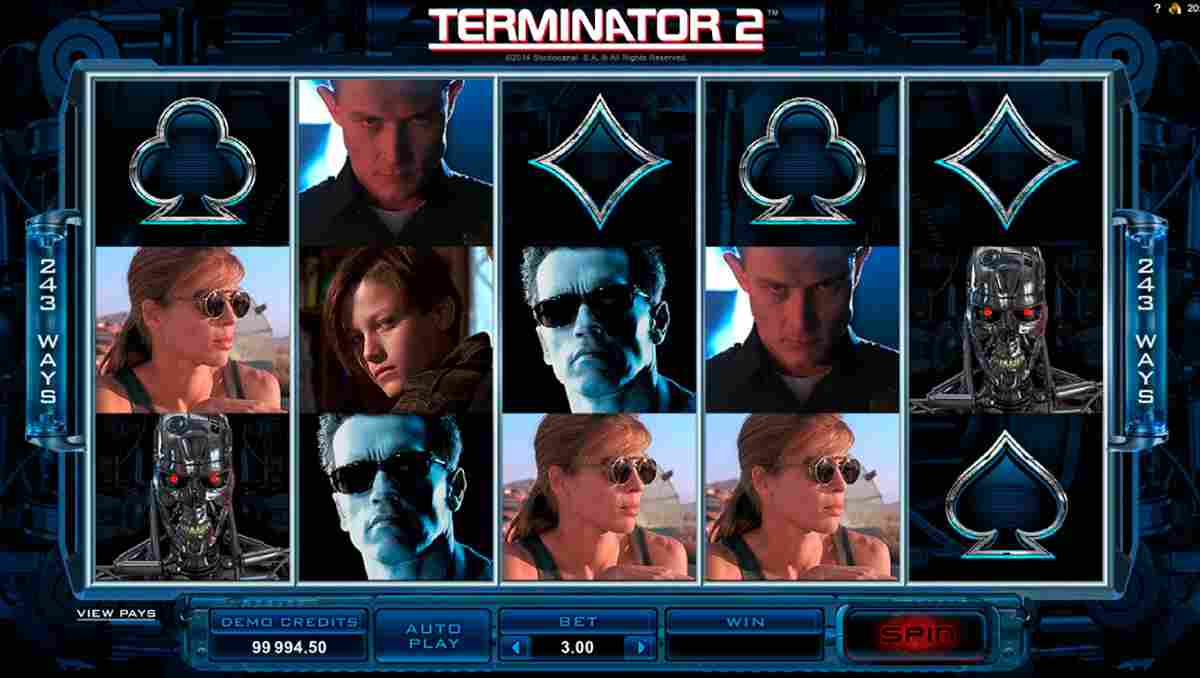 TERMINATOR 2™
©2014 Studiocanal S.A. ® All Rights Reserved.
? 20:
243 WAYS
243 WAYS
VIEW PAYS
DEMO CREDITS
99 994.50
AUTO
PLAY
BET
3.00
WIN
SPIN